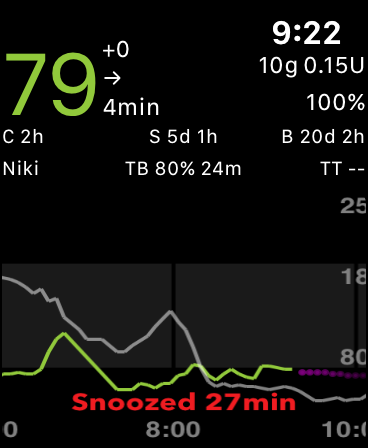 9:22
79 +0
→
4min
10g 0.15U
100%
C 2h S 5d 1h B 20d 2h
Niki TB 80% 24m TT --
25
18
80
Snoozed 27min
0 8:00 10:0